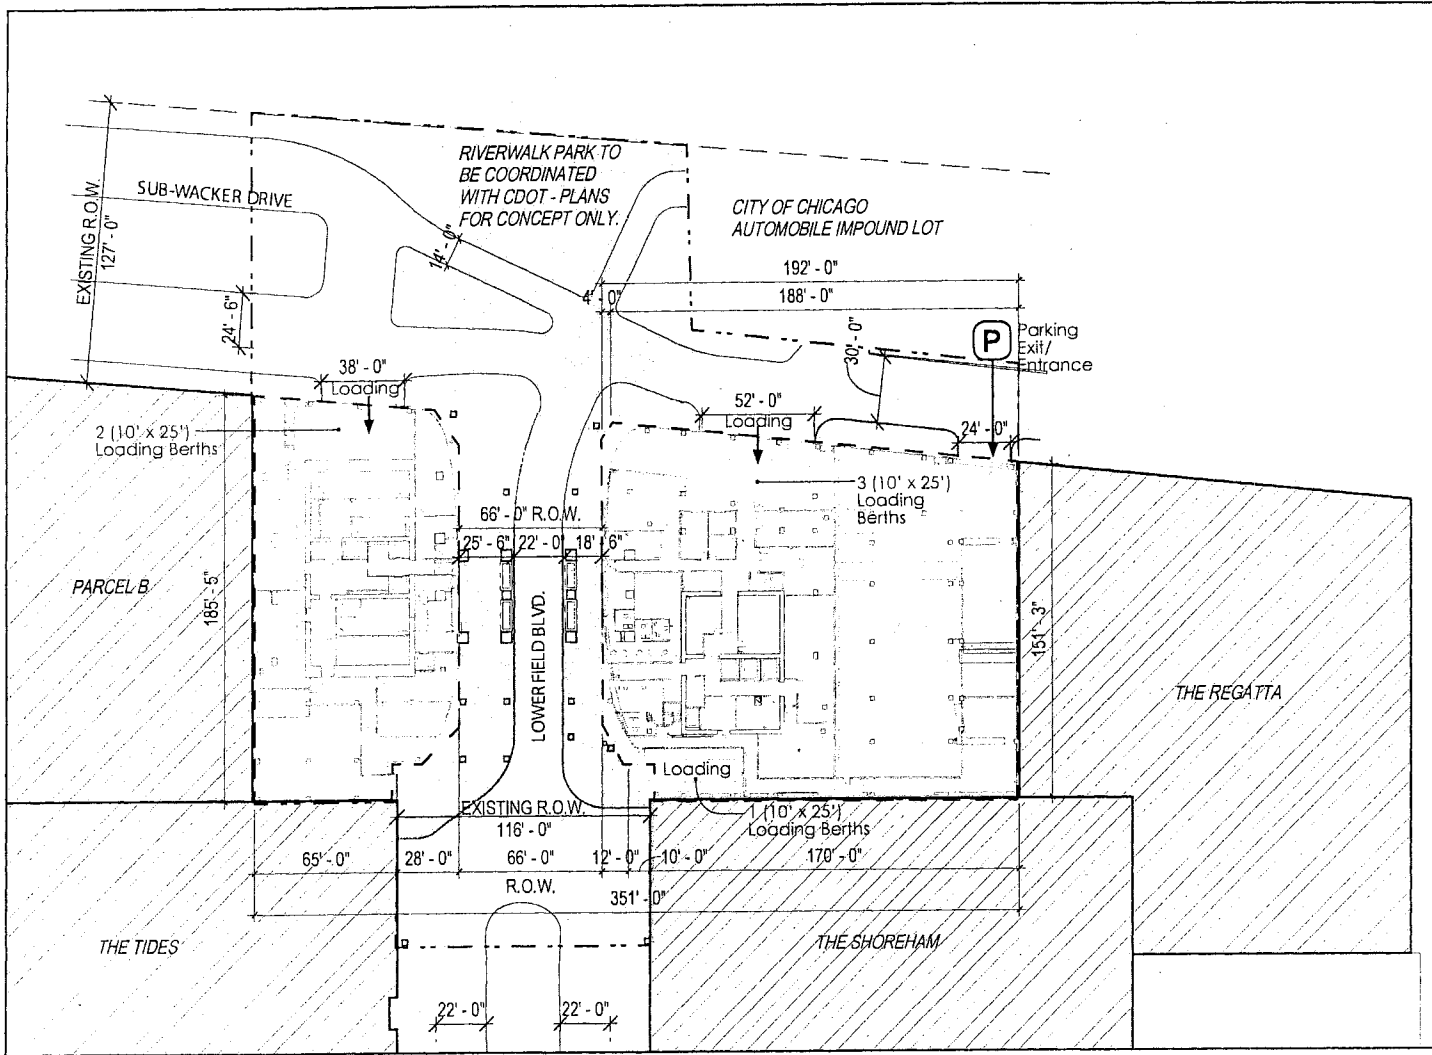 RIVERWALK PARK TO
BE COORDINATED
WITH CDOT - PLANS
FOR CONCEPT ONLY.
SUB-WACKER DRIVE
EXISTING R.O.W.
127' - 0"
14' - 0"
CITY OF CHICAGO
AUTOMOBILE IMPOUND LOT
192' - 0"
4' - 0"
188' - 0"
24' - 6"
30' - 0"
P
Parking
Exit/
Entrance
38' - 0"
Loading
52' - 0"
Loading
24' - 0"
2 (10' x 25')
Loading Berths
3 (10' x 25')
Loading
Berths
66' - 0" R.O.W.
25' - 6"
22' - 0"
18' - 6"
PARCEL B
185' - 5"
LOWER FIELD BLVD.
151' - 3"
THE REGATTA
Loading
EXISTING R.O.W.
116' - 0"
1 (10' x 25')
Loading Berths
65' - 0"
28' - 0"
66' - 0"
12' - 0"
10' - 0"
170' - 0"
R.O.W.
351' - 0"
THE TIDES
THE SHOREHAM
22' - 0"
22' - 0"